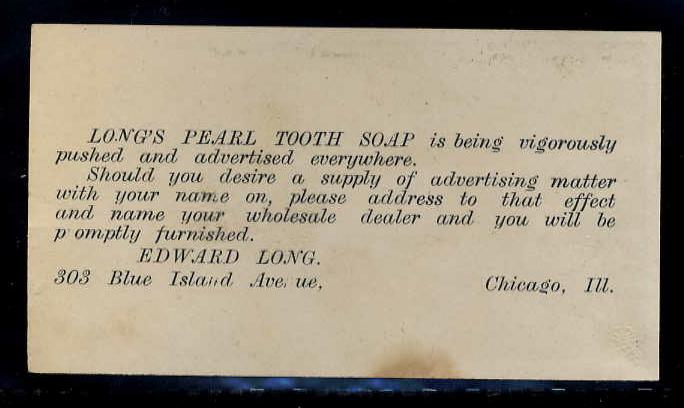 LONG'S PEARL TOOTH SOAP is being vigorously
pushed and advertised everywhere.
Should you desire a supply of advertising matter
with your name on, please address to that effect
and name your wholesale dealer and you will be
p omptly furnished.
EDWARD LONG.
303 Blue Island Ave ue, Chicago, Ill.